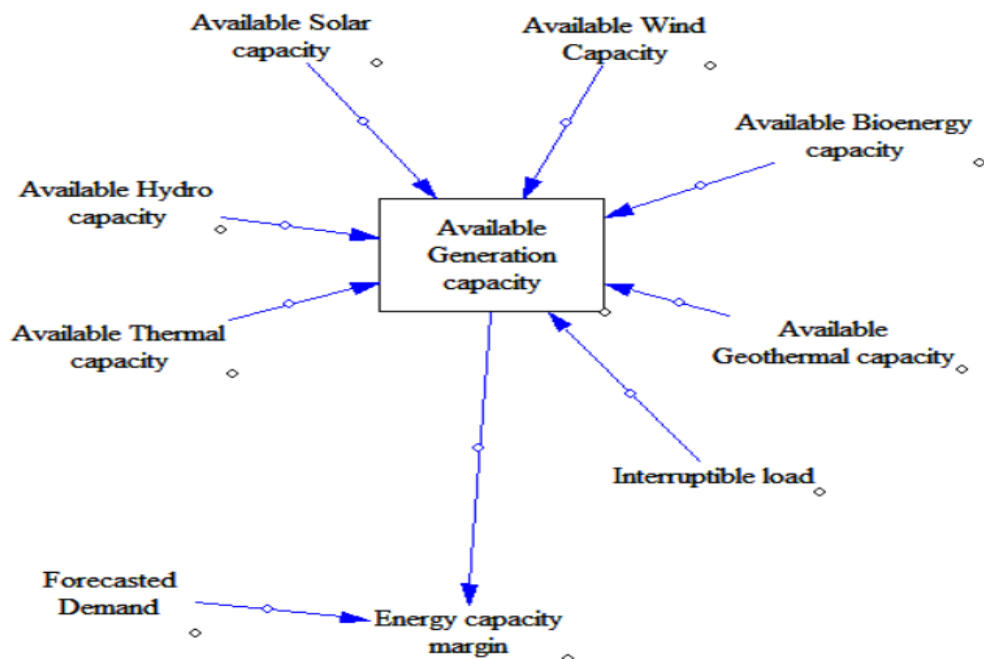 Available Solar
capacity
Available Wind
Capacity
Available Bioenergy
capacity
Available Hydro
capacity
Available
Generation
capacity
Available Thermal
capacity
Available
Geothermal capacity
Interruptible load
Forecasted
Demand
Energy capacity
margin